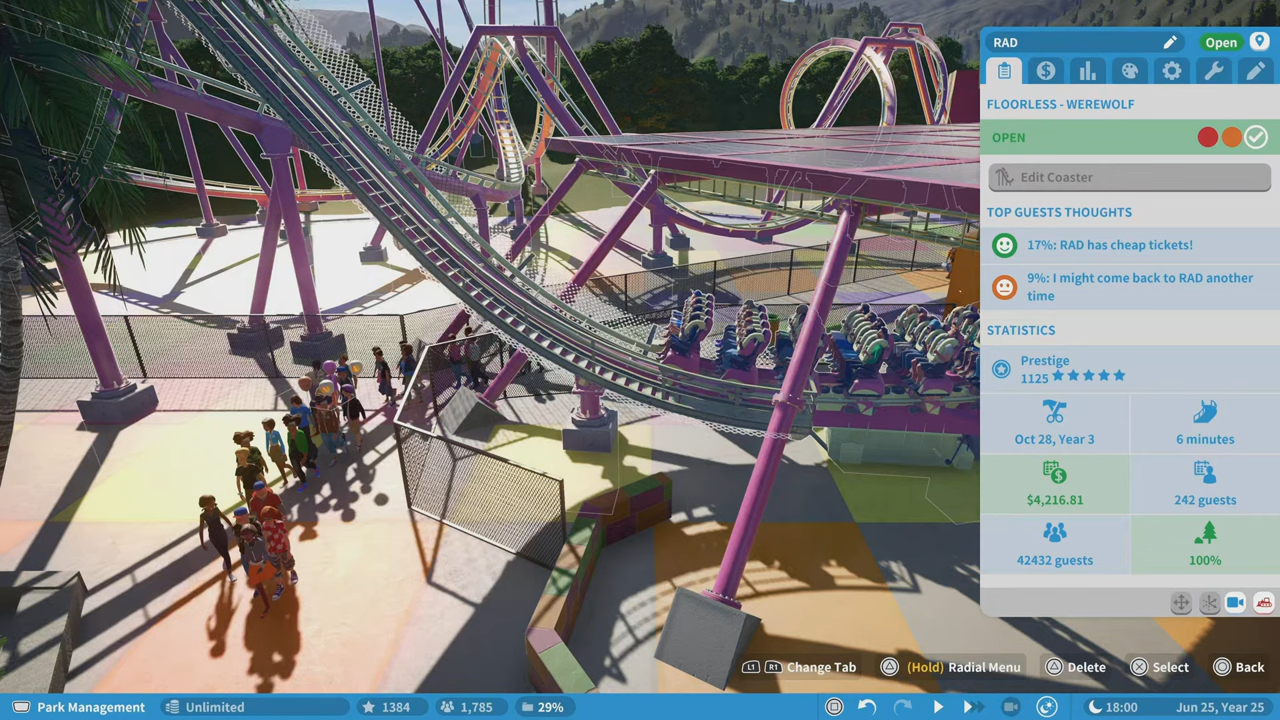 RAD
Open
FLOORLESS - WEREWOLF
OPEN
Edit Coaster
TOP GUESTS THOUGHTS
17%: RAD has cheap tickets!
9%: I might come back to RAD another
time
STATISTICS
Prestige
1125
Oct 28, Year 3
6 minutes
$4,216.81
242 guests
42432 guests
100%
L1 R1 Change Tab
(Hold) Radial Menu
Delete
Select
Back
Park Management
Unlimited
1384
1,785
29%
18:00
Jun 25, Year 25